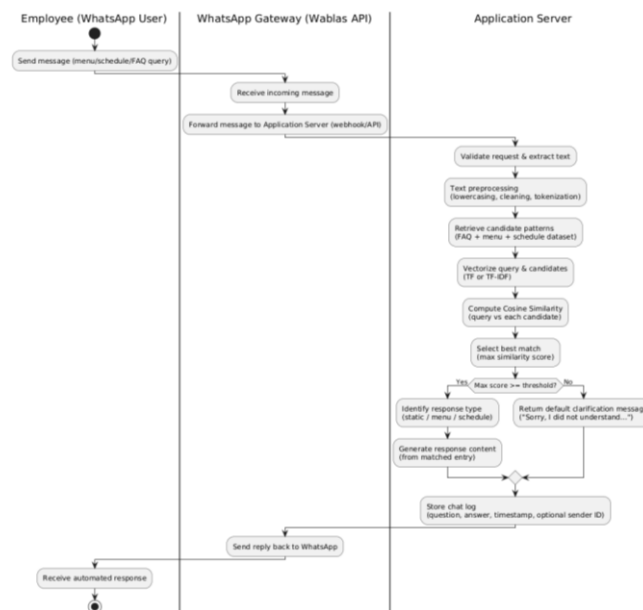 Employee (WhatsApp User)
WhatsApp Gateway (Wablas API)
Application Server
Send message (menu/schedule/FAQ query)
Receive incoming message
Forward message to Application Server (webhook/API)
Validate request & extract text
Text preprocessing
(lowercasing, cleaning, tokenization)
Retrieve candidate patterns
(FAQ + menu + schedule dataset)
Vectorize query & candidates
(TF or TF-IDF)
Compute Cosine Similarity
(query vs each candidate)
Select best match
(max similarity score)
Yes
Max score >= threshold?
No
Identify response type
(static / menu / schedule)
Generate response content
(from matched entry)
Return default clarification messag
("Sorry, I did not understand...")
Store chat log
(question, answer, timestamp, optional sender ID)
Send reply back to WhatsApp
Receive automated response